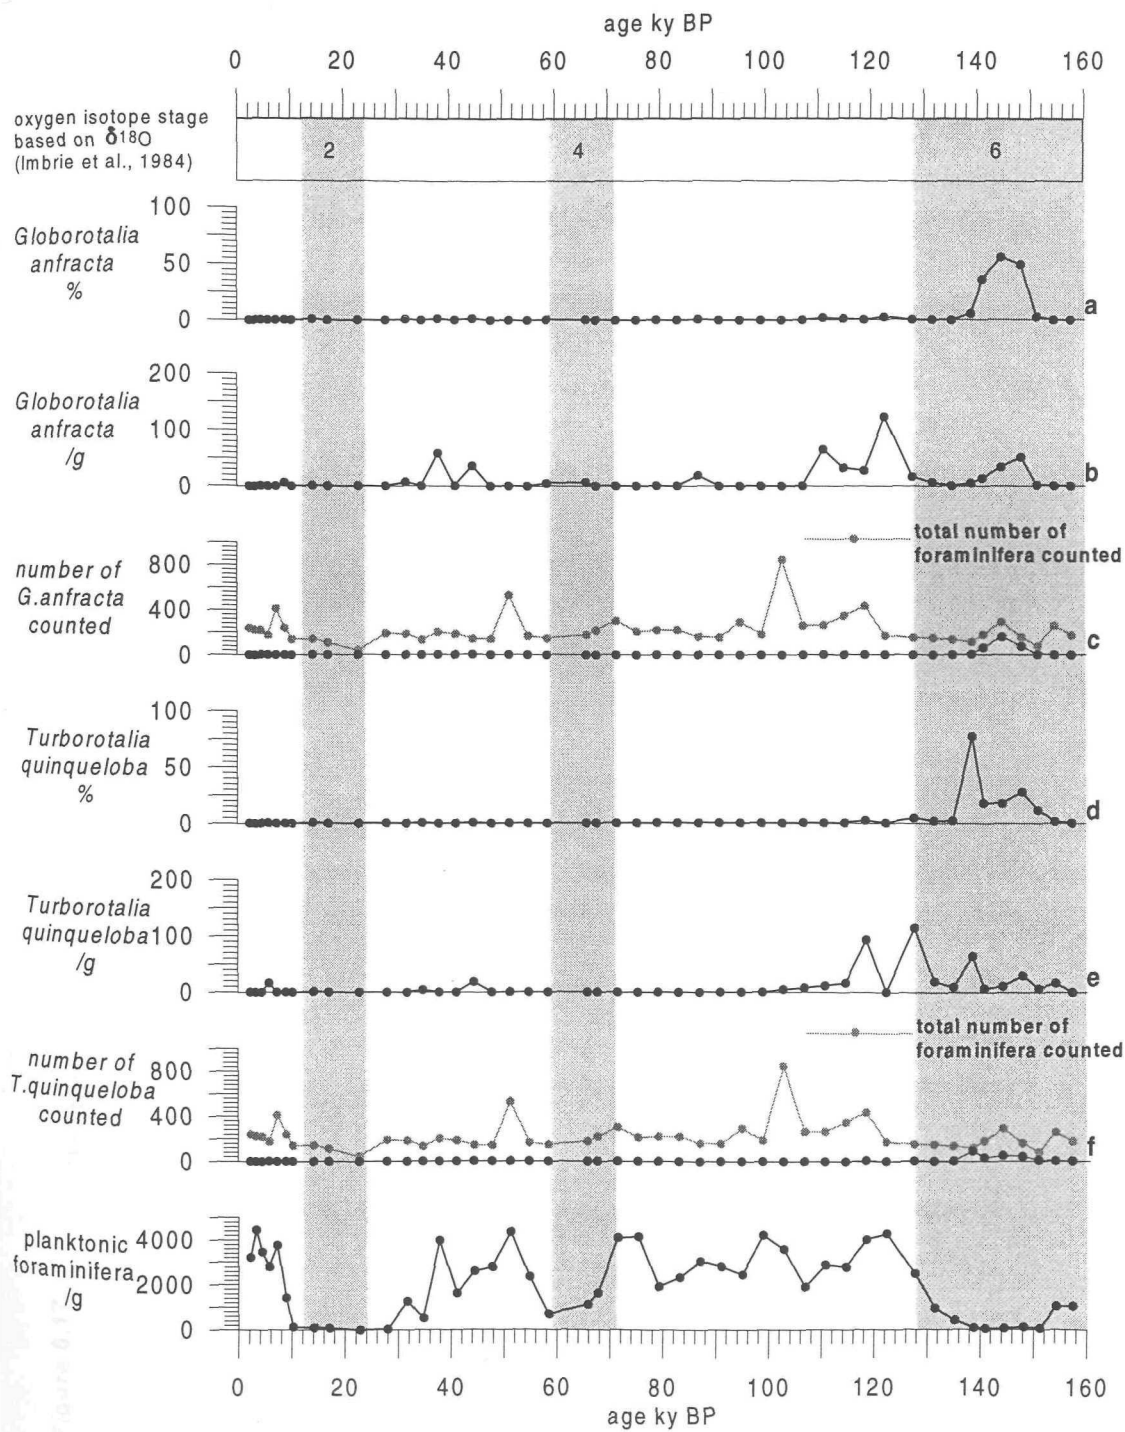 age ky BP
0 20 40 60 80 100 120 140 160
oxygen isotope stage
based on δ18O
(Imbrie et al., 1984)
2 4 6
Globorotalia
anfracta
%
100
50
0
a
Globorotalia
anfracta
/g
200
100
0
b
total number of
foraminifera counted
number of
G.anfracta
counted
800
400
0
c
Turborotalia
quinqueloba
%
100
50
0
d
Turborotalia
quinqueloba
/g
200
100
0
e
total number of
foraminifera counted
number of
T.quinqueloba
counted
800
400
0
f
planktonic
foraminifera
/g
4000
2000
0
0 20 40 60 80 100 120 140 160
age ky BP